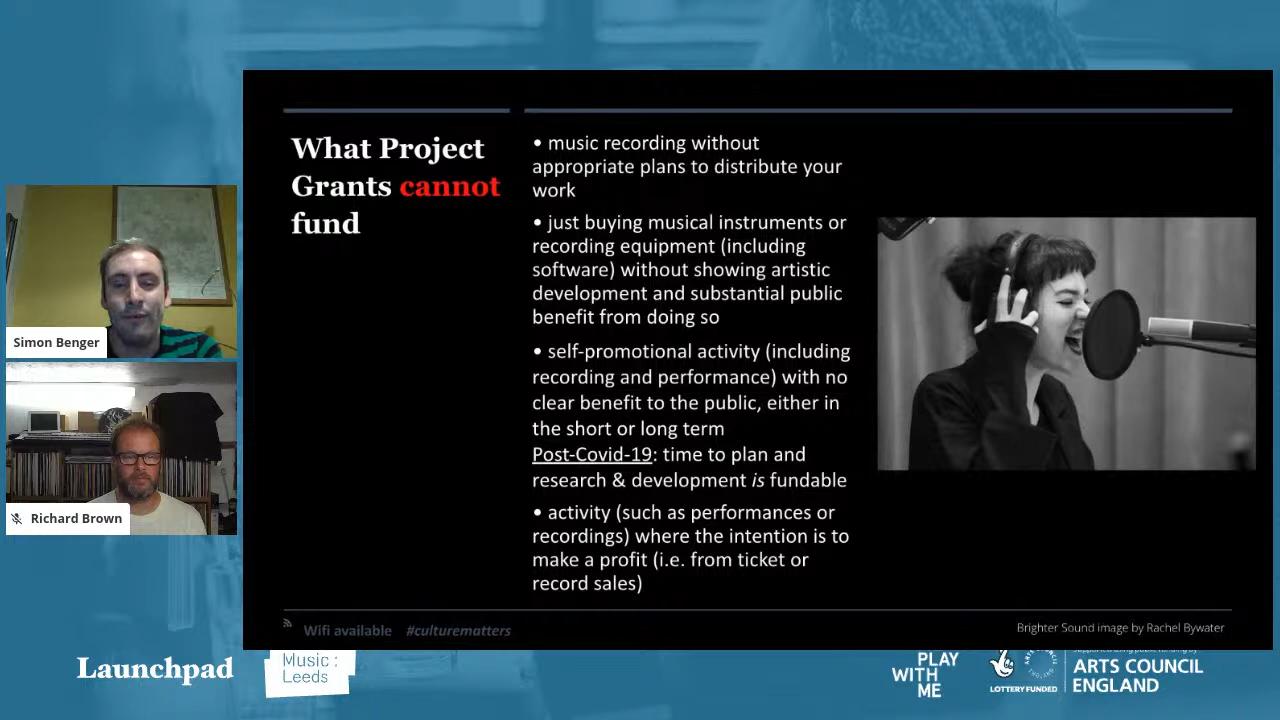 What Project
Grants cannot
fund
• music recording without
appropriate plans to distribute your
work
• just buying musical instruments or
recording equipment (including
software) without showing artistic
development and substantial public
benefit from doing so
• self-promotional activity (including
recording and performance) with no
clear benefit to the public, either in
the short or long term
Post-Covid-19: time to plan and
research & development is fundable
• activity (such as performances or
recordings) where the intention is to
make a profit (i.e. from ticket or
record sales)
Simon Benger
Richard Brown
Wifi available #culturematters
Brighter Sound image by Rachel Bywater
Launchpad
Music:
Leeds
PLAY
WITH
ME
LOTTERY FUNDED
ARTS COUNCIL
ENGLAND